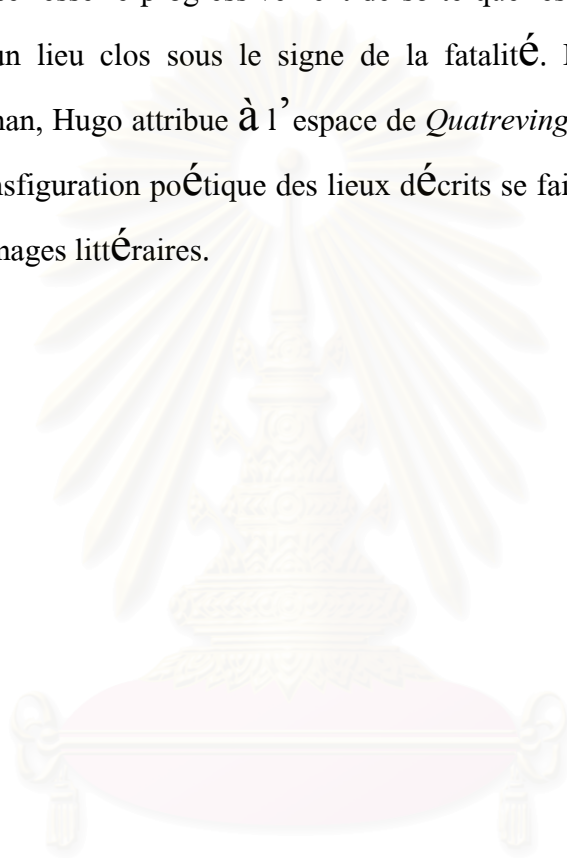 un lieu clos sous le signe de la fatalité.
nan, Hugo attribue à l’espace de Quatreving
nsfiguration poétique des lieux décrits se fai
nages littéraires.